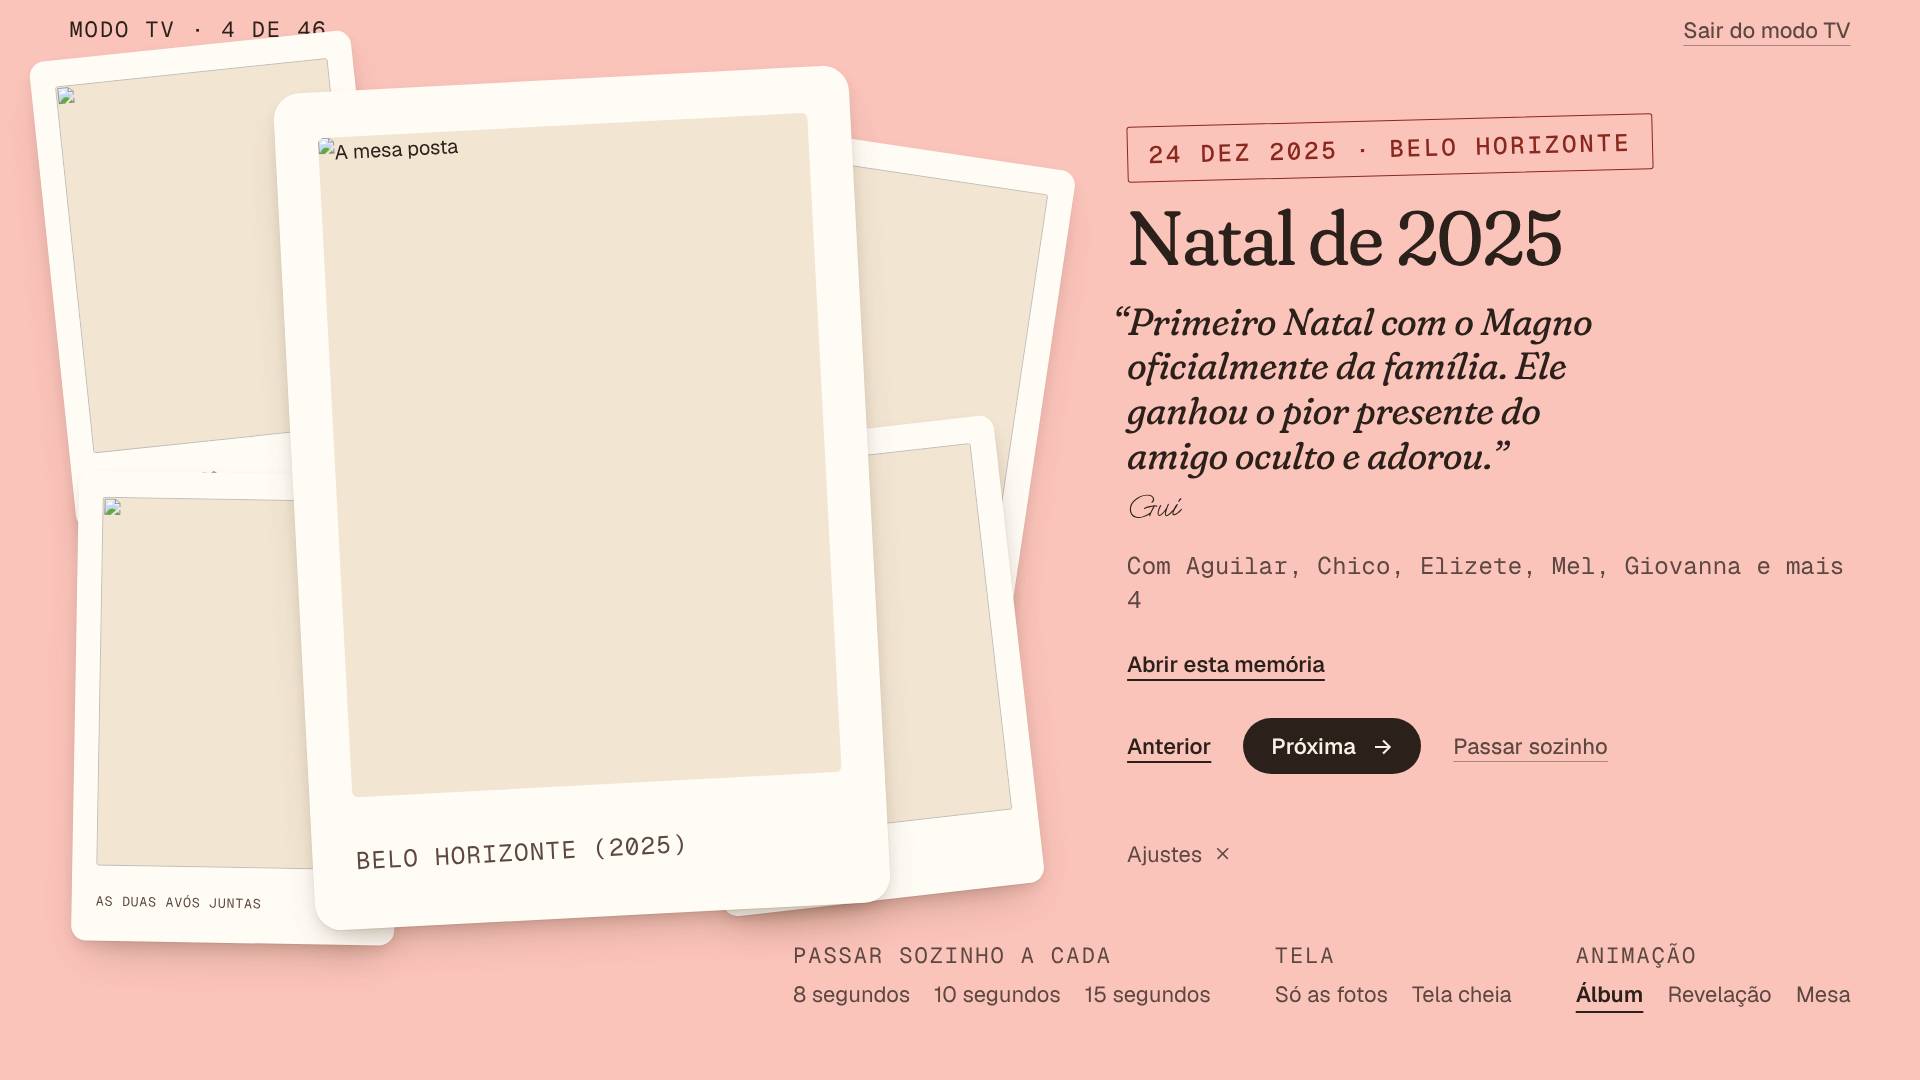 MODO TV · 4 DE 46
Sair do modo TV
A mesa posta
BELO HORIZONTE (2025)
AS DUAS AVÓS JUNTAS
24 DEZ 2025 · BELO HORIZONTE
Natal de 2025
“Primeiro Natal com o Magno
oficialmente da família. Ele
ganhou o pior presente do
amigo oculto e adorou.”
Gui
Com Aguilar, Chico, Elizete, Mel, Giovanna e mais
4
Abrir esta memória
Anterior
Próxima →
Passar sozinho
Ajustes ×
PASSAR SOZINHO A CADA
8 segundos 10 segundos 15 segundos
TELA
Só as fotos Tela cheia
ANIMAÇÃO
Álbum Revelação Mesa